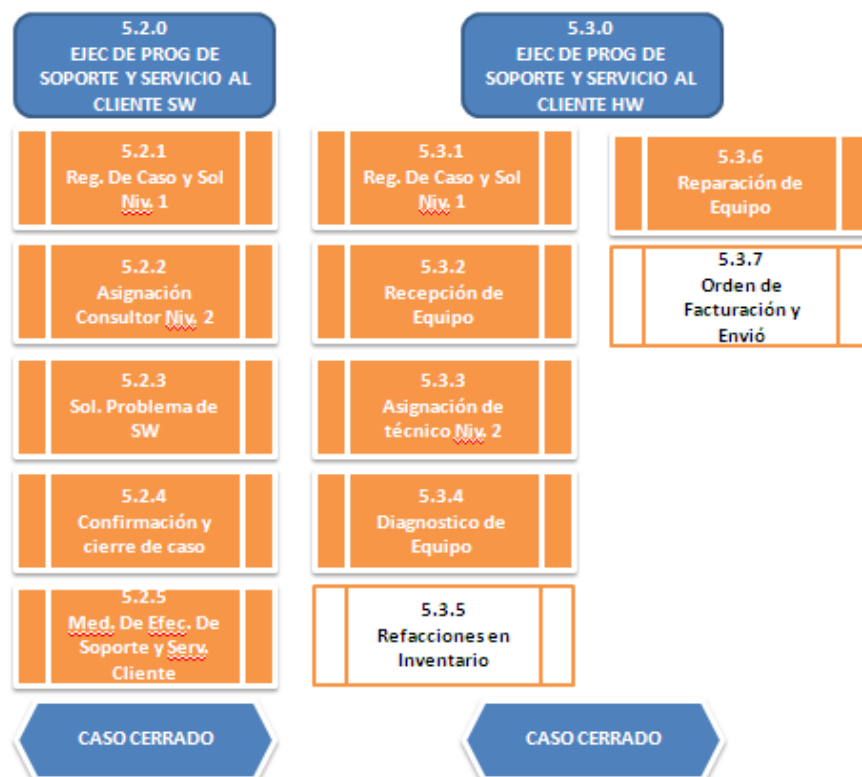 5.2.0
EJEC DE PROG DE
SOPORTE Y SERVICIO AL
CLIENTE SW
5.2.1
Reg. De Caso y Sol
Niv. 1
5.2.2
Asignación
Consultor Niv. 2
5.2.3
Sol. Problema de
SW
5.2.4
Confirmación y
cierre de caso
5.2.5
Med. De Efec. De
Soporte y Serv.
Cliente
CASO CERRADO
5.3.0
EJEC DE PROG DE
SOPORTE Y SERVICIO AL
CLIENTE HW
5.3.1
Reg. De Caso y Sol
Niv. 1
5.3.2
Recepción de
Equipo
5.3.3
Asignación de
técnico Niv. 2
5.3.4
Diagnostico de
Equipo
5.3.5
Refacciones en
Inventario
5.3.6
Reparación de
Equipo
5.3.7
Orden de
Facturación y
Envió
CASO CERRADO